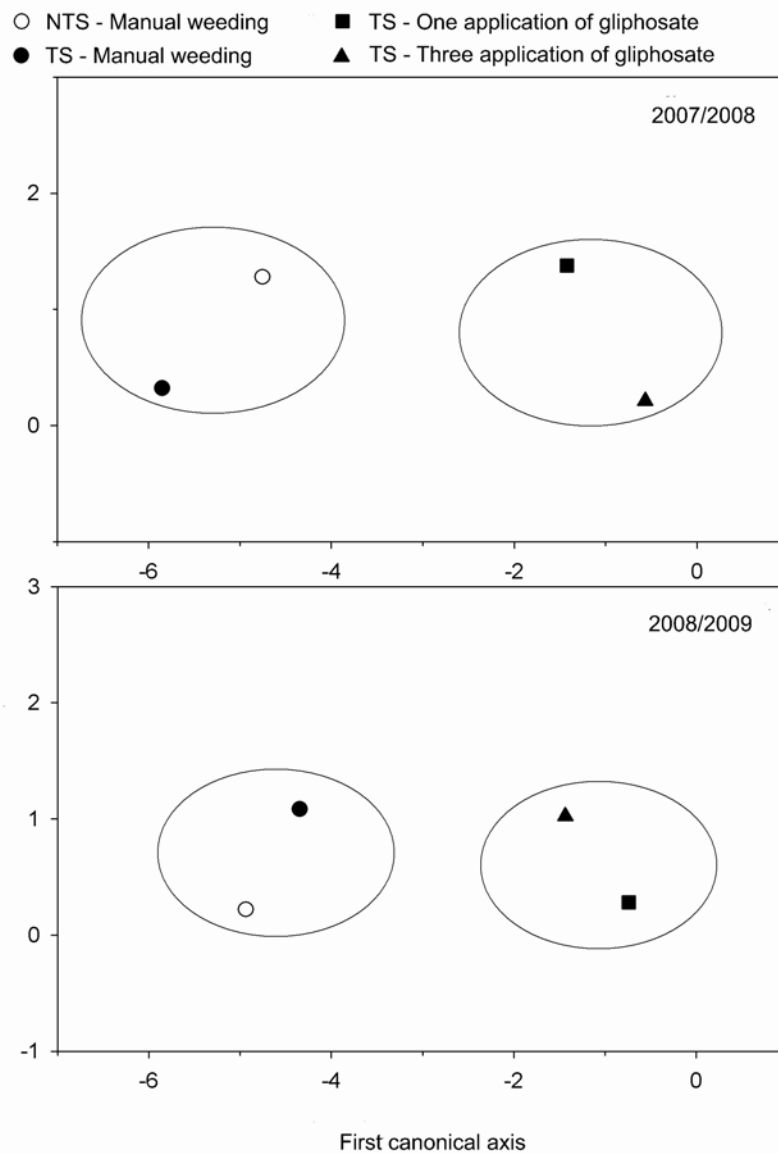 NTS - Manual weeding
TS - One application of gliphosate
TS - Manual weeding
TS - Three application of gliphosate
2007/2008
2
0
-6 -4 -2 0
3
2008/2009
2
1
0
-1
-6 -4 -2 0
First canonical axis